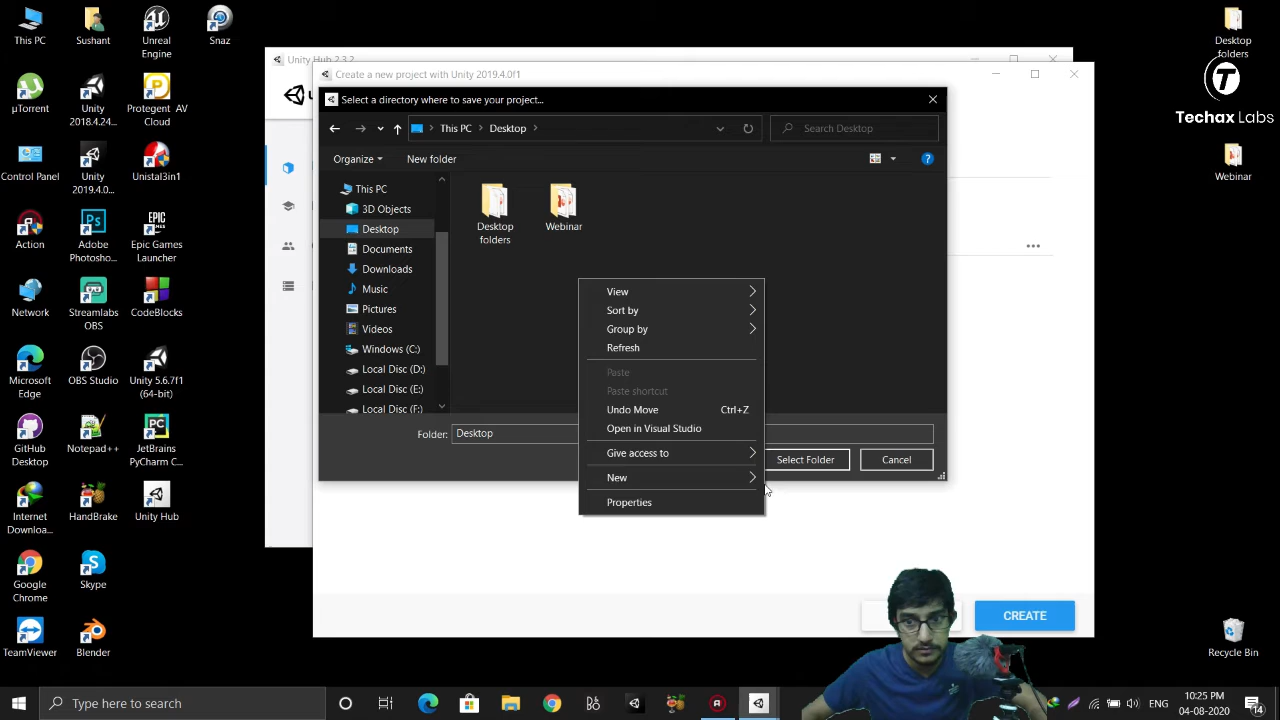 This PC
Sushant
Unreal
Engine
Snaz
µTorrent
Unity
2018.4.24...
Protegent AV
Cloud
Control Panel
Unity
2019.4.0...
Unistal3in1
Action
Adobe
Photosho...
Epic Games
Launcher
Network
Streamlabs
OBS
CodeBlocks
Microsoft
Edge
OBS Studio
Unity 5.6.7f1
(64-bit)
GitHub
Desktop
Notepad++
JetBrains
PyCharm C...
Internet
Downloa...
HandBrake
Unity Hub
Google
Chrome
Skype
TeamViewer
Blender
Unity Hub 2.3.2
Create a new project with Unity 2019.4.0f1
Select a directory where to save your project...
This PC
Desktop
Search Desktop
Organize
New folder
This PC
3D Objects
Desktop
Documents
Downloads
Music
Pictures
Videos
Windows (C:)
Local Disc (D:)
Local Disc (E:)
Local Disc (F:)
Desktop
folders
Webinar
View
Sort by
Group by
Refresh
Paste
Paste shortcut
Undo Move Ctrl+Z
Open in Visual Studio
Give access to
New
Properties
Folder: Desktop
Select Folder
Cancel
CREATE
Desktop
folders
Techax Labs
Webinar
Recycle Bin
Type here to search
ENG
10:25 PM
04-08-2020
14